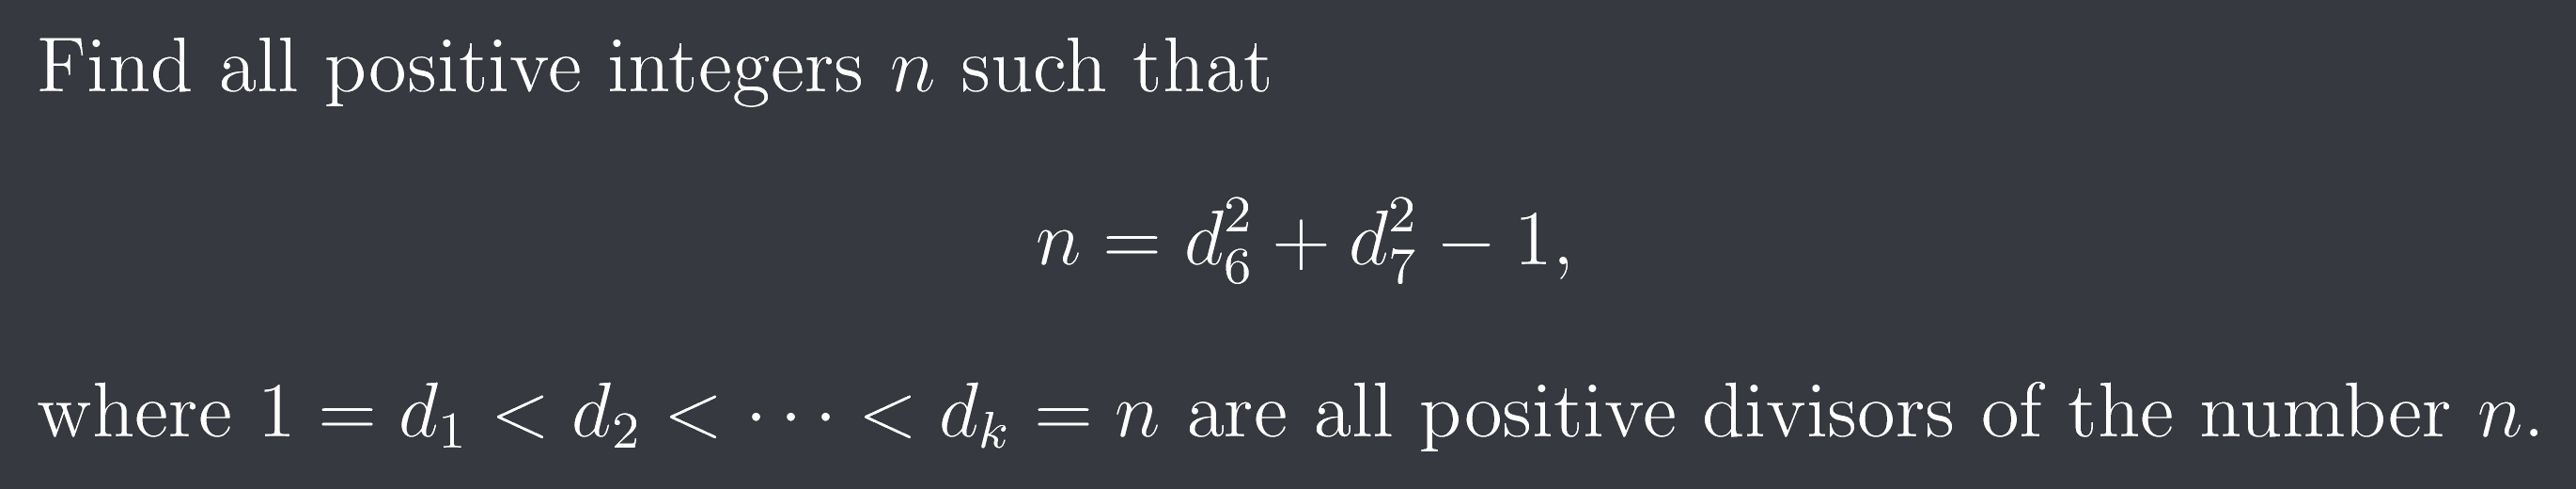 Find all positive integers n such that
n = d_6^2 + d_7^2 − 1,
where 1 = d_1 < d_2 < ··· < d_k = n are all positive divisors of the number n.